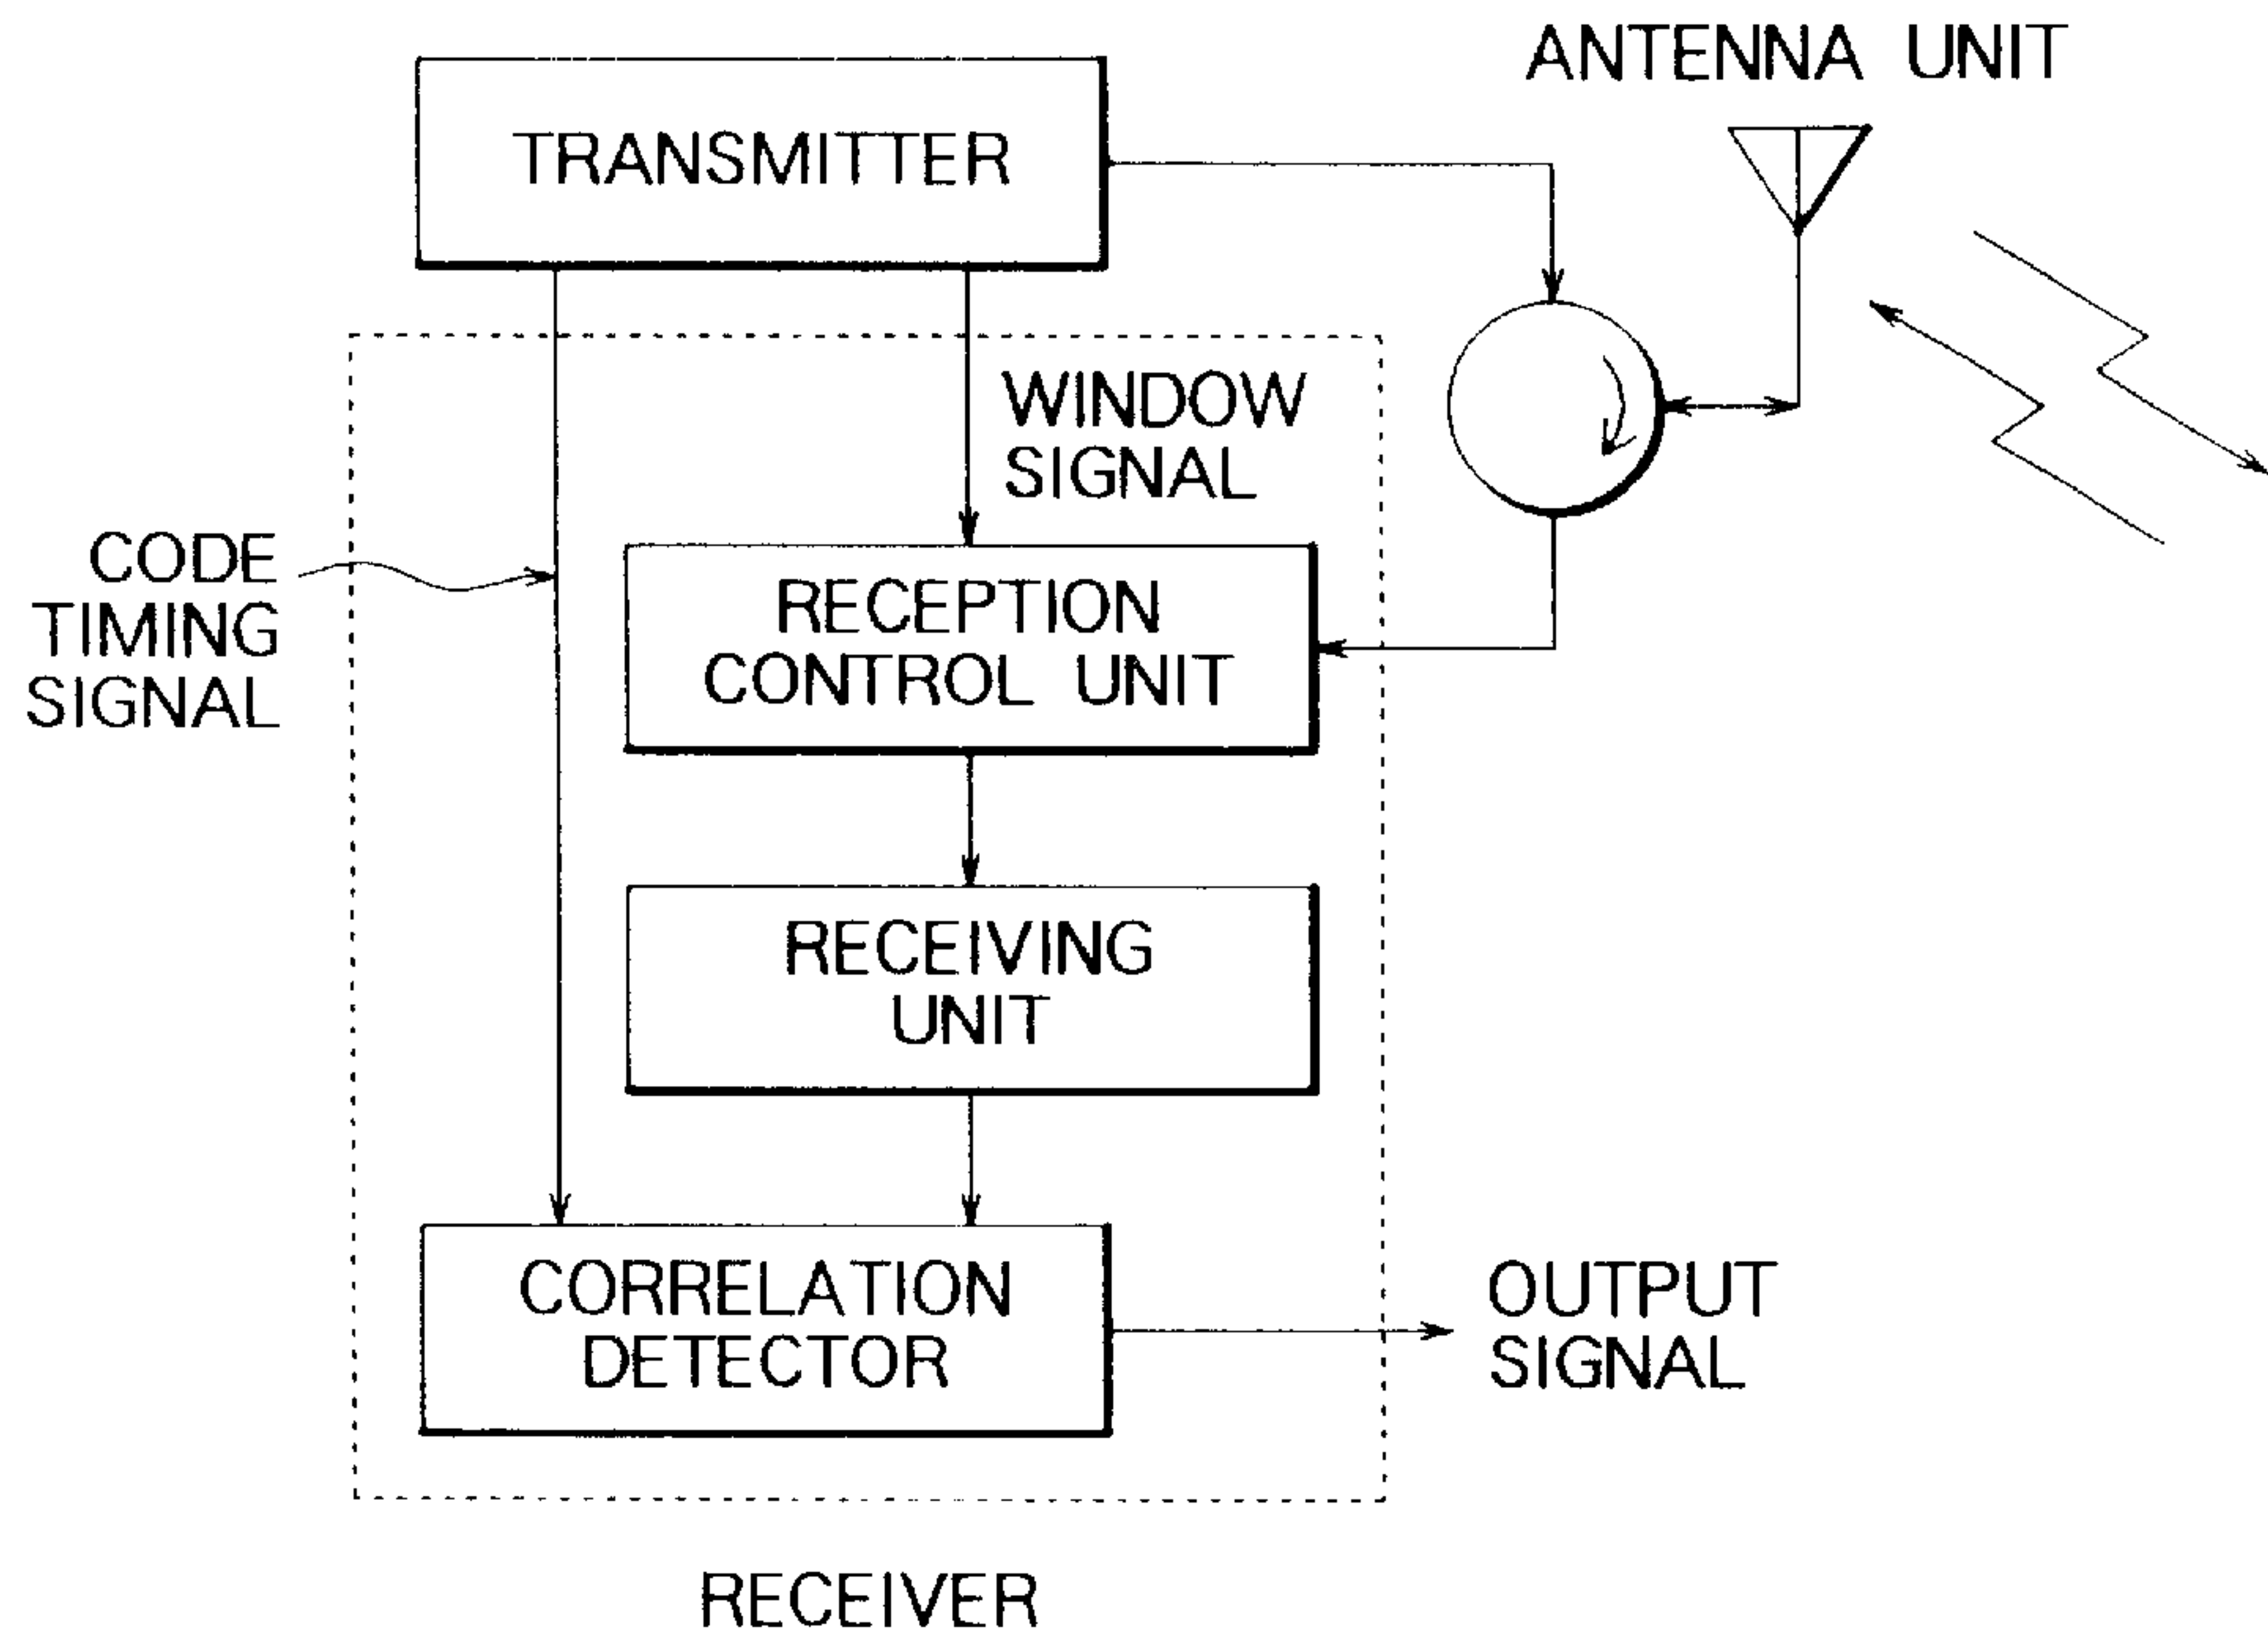 ANTENNA UNIT
TRANSMITTER
WINDOW
SIGNAL
CODE
TIMING
SIGNAL
RECEPTION
CONTROL UNIT
RECEIVING
UNIT
CORRELATION
DETECTOR
OUTPUT
SIGNAL
RECEIVER